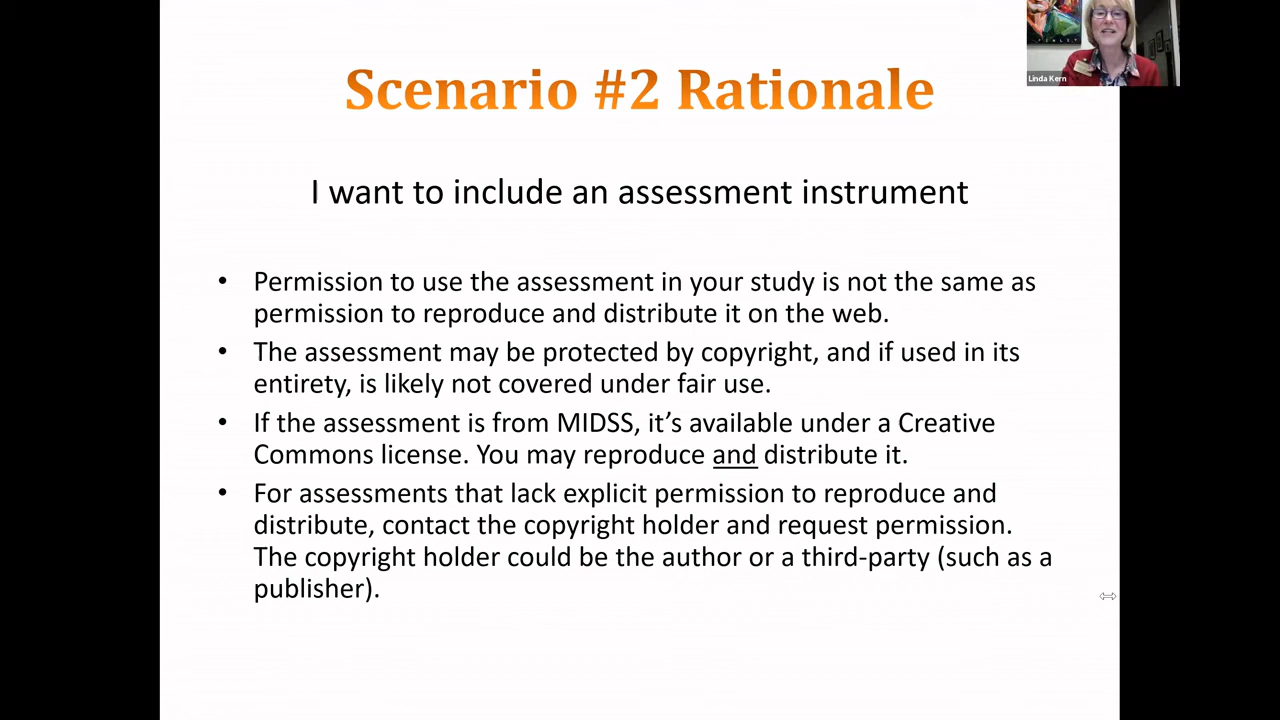 Linda Kern
Scenario #2 Rationale
I want to include an assessment instrument
• Permission to use the assessment in your study is not the same as
permission to reproduce and distribute it on the web.
• The assessment may be protected by copyright, and if used in its
entirety, is likely not covered under fair use.
• If the assessment is from MIDSS, it’s available under a Creative
Commons license. You may reproduce and distribute it.
• For assessments that lack explicit permission to reproduce and
distribute, contact the copyright holder and request permission.
The copyright holder could be the author or a third-party (such as a
publisher).